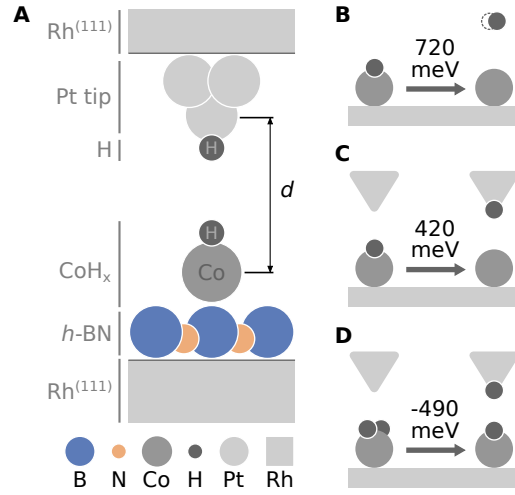 A
Rh(111)
Pt tip
H
H
d
H
CoHx
Co
h-BN
Rh(111)
B
N
Co
H
Pt
Rh
B
720
meV
C
420
meV
D
-490
meV